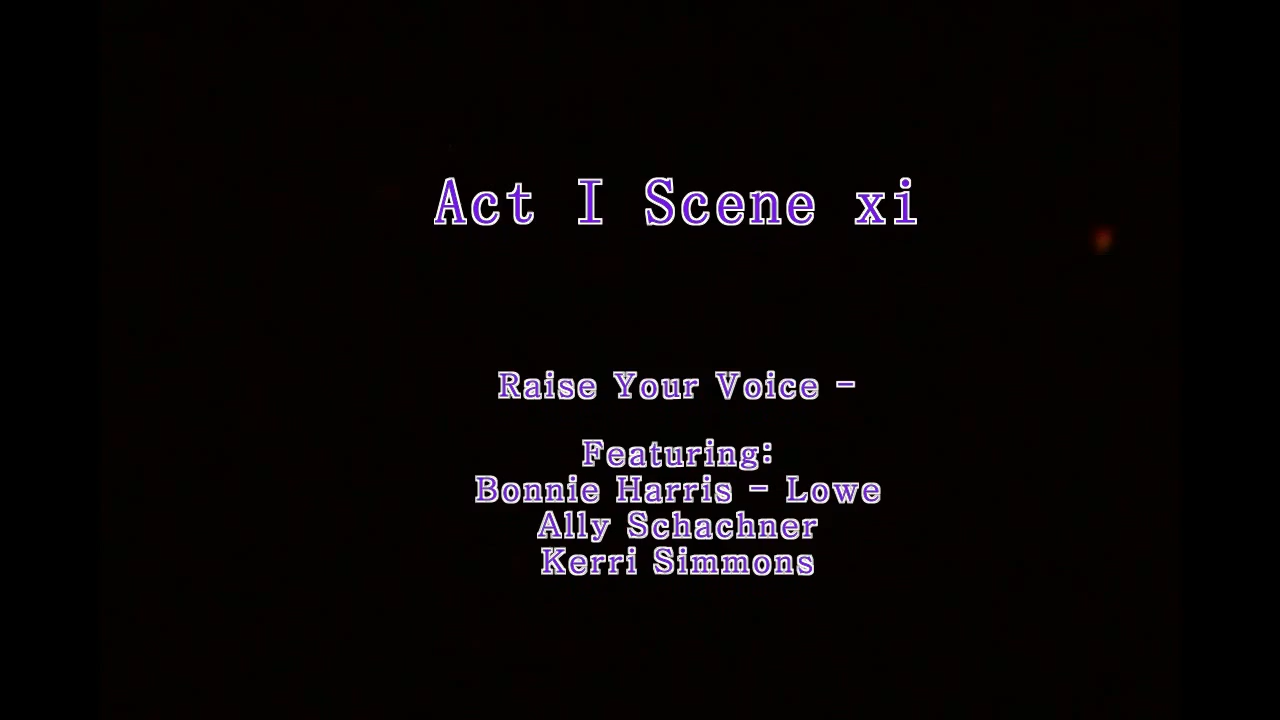 Act I Scene xi
Raise Your Voice -
Featuring:
Bonnie Harris - Lowe
Ally Schachner
Kerri Simmons